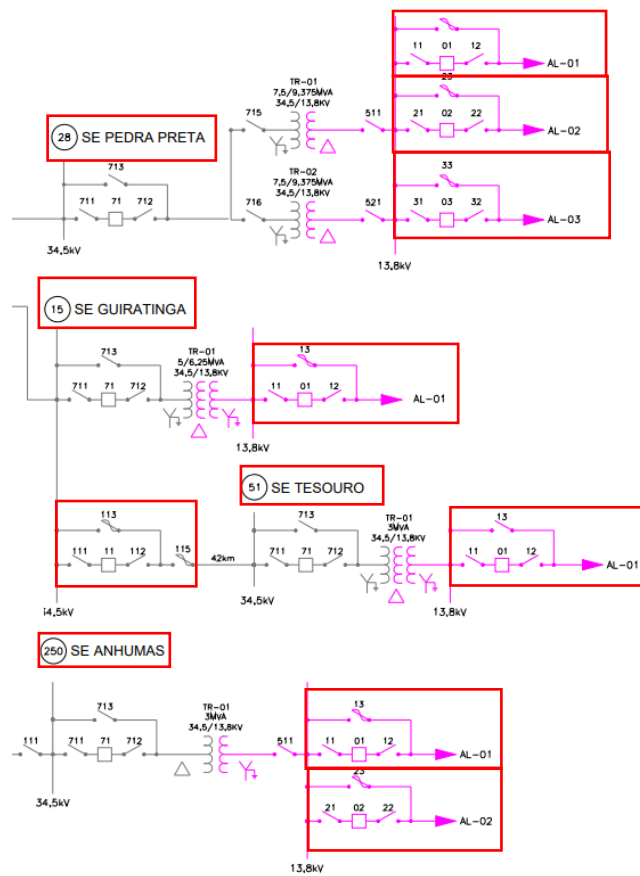 11 01 12
AL-01
TR-01
7,5/9,375MVA
34,5/13,8KV
715
511
23
21 02 22
AL-02
28 SE PEDRA PRETA
713
711 71 712
34.5kV
TR-02
7,5/9,375MVA
34,5/13,8KV
716
521
33
31 03 32
AL-03
13.8kV
15 SE GUIRATINGA
713
711 71 712
TR-01
5/6,25MVA
34,5/13,8KV
13
11 01 12
AL-01
13.8kV
51 SE TESOURO
113
111 11 112 115
42km
34.5kV
713
711 71 712
34.5kV
TR-01
3MVA
34,5/13,8KV
13
11 01 12
AL-01
13.8kV
250 SE ANHUMAS
111
713
711 71 712
34.5kV
TR-01
3MVA
34,5/13,8KV
511
13
11 01 12
AL-01
23
21 02 22
AL-02
13.8kV